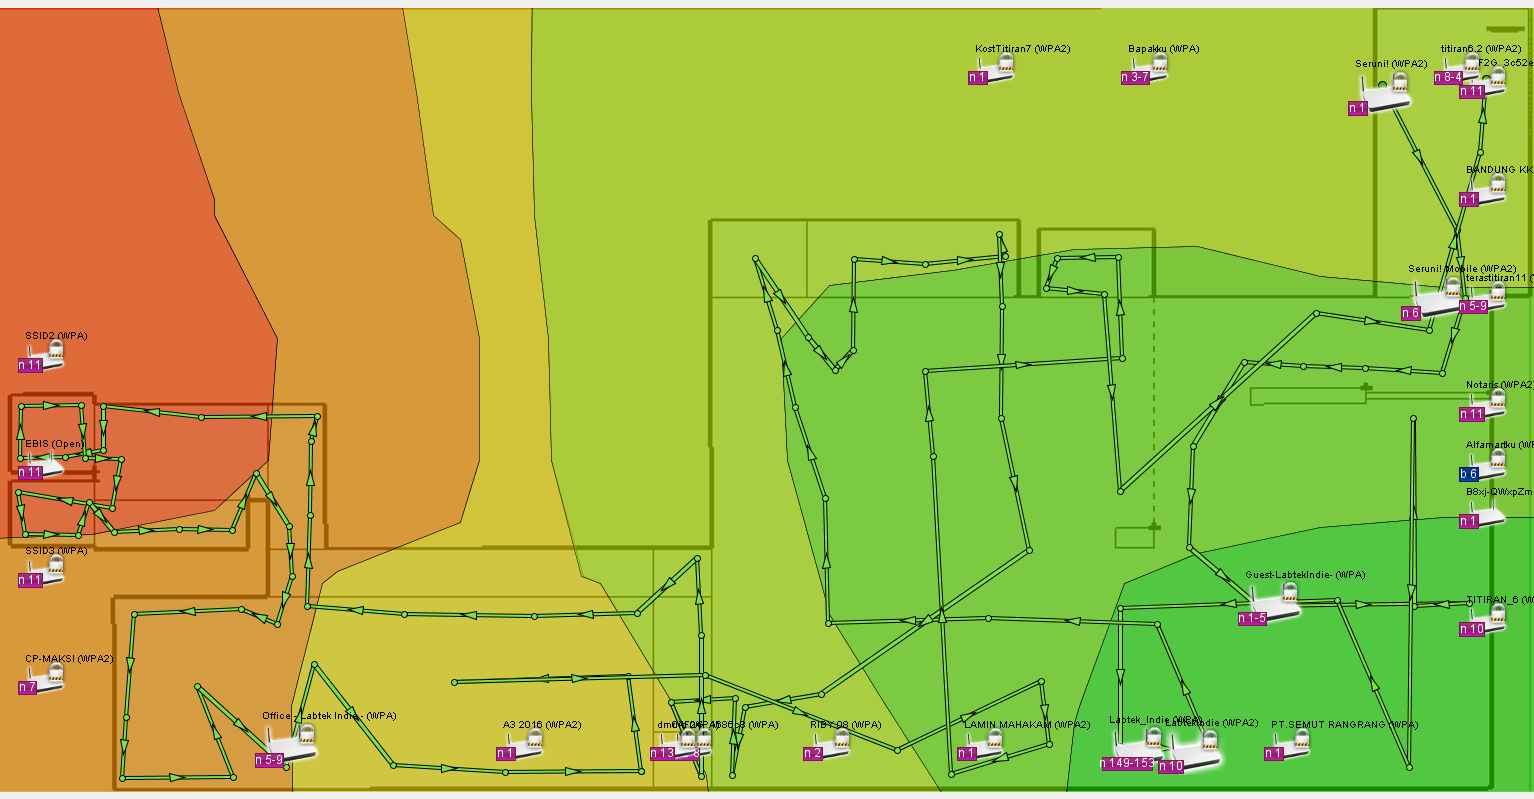 KostTitiran7 (WPA2)
n 1
Bapakku (WPA)
n 3-7
Seruni! (WPA2)
n 1
titiran6.2 (WPA2)
n 8-4
F2G_3c52e
n 11
BANDUNG KK
n 1
Seruni! Mobile (WPA2)
n 6
terastitiran11 (
n 5-9
SSID2 (WPA)
n 11
Notaris (WPA2)
n 11
EBIS (Open)
n 11
Alfamartku (WP
b 6
B8xj-QWxpZm
n 1
SSID3 (WPA)
n 11
Guest-LabtekIndie- (WPA)
n 1-5
TITIRAN_6 (W
n 10
CP-MAKSI (WPA2)
n 7
Office - Labtek Indie - (WPA)
n 5-9
A3 2016 (WPA2)
n 1
n 13
8
RIBY 08 (WPA)
n 2
LAMIN MAHAKAM (WPA2)
n 1
Labtek_Indie (WPA)
n 149-153
LabtekIndie (WPA2)
n 10
PT.SEMUT RANGRANG (WPA)
n 1